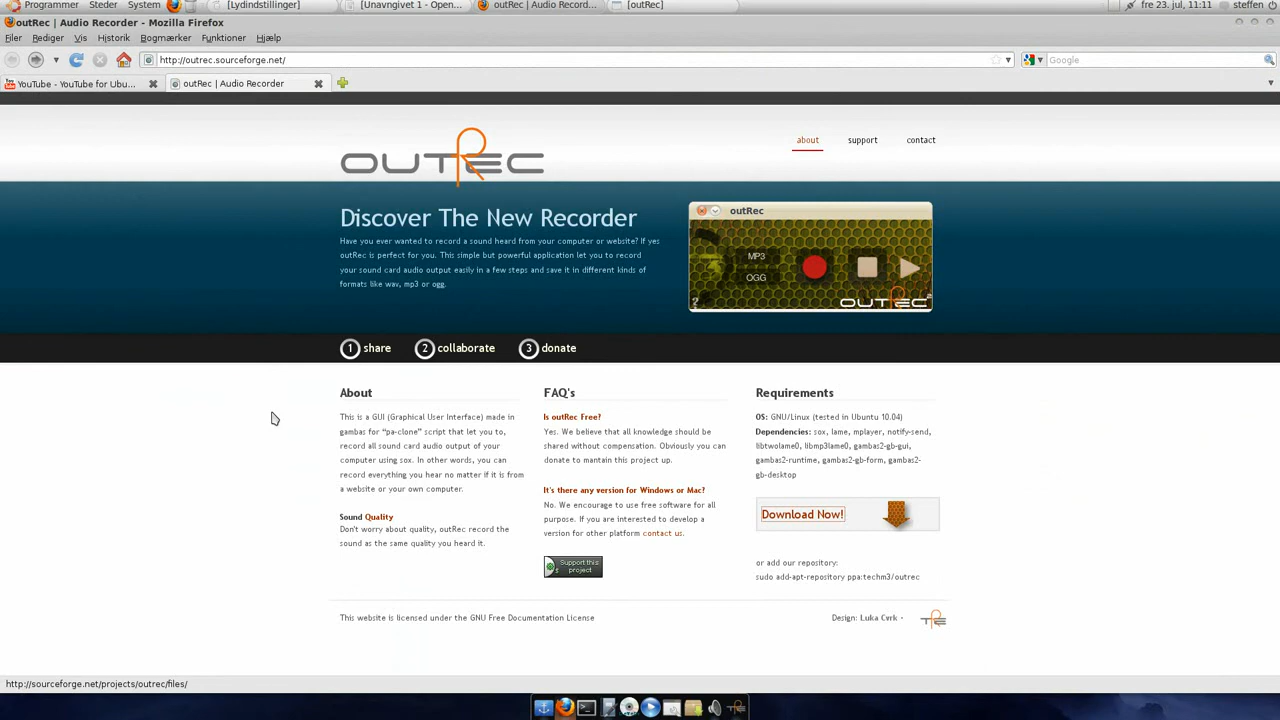 Programmer Steder System [Lydindstillinger] [Unavngivet 1 - Open... outRec | Audio Recorder... [outRec] fre 23. jul, 11:11 steffen
outRec | Audio Recorder - Mozilla Firefox
Filer Rediger Vis Historik Bogmærker Funktioner Hjælp
http://outrec.sourceforge.net/ Google
YouTube - YouTube for Ubu... outRec | Audio Recorder
about support contact
OUTREC
Discover The New Recorder
Have you ever wanted to record a sound heard from your computer or website? If yes
outRec is perfect for you. This simple but powerful application let you to record
your sound card audio output easily in a few steps and save it in different kinds of
formats like wav, mp3 or ogg.
outRec
MP3
OGG
?
OUTREC²
1 share 2 collaborate 3 donate
About
This is a GUI (Graphical User Interface) made in
gambas for "pa-clone" script that let you to,
record all sound card audio output of your
computer using sox. In other words, you can
record everything you hear no matter if it is from
a website or your own computer.
Sound Quality
Don't worry about quality, outRec record the
sound as the same quality you heard it.
FAQ's
Is outRec Free?
Yes. We believe that all knowledge should be
shared without compensation. Obviously you can
donate to mantain this project up.
It's there any version for Windows or Mac?
No. We encourage to use free software for all
purpose. If you are interested to develop a
version for other platform contact us.
Support this
project
Requirements
OS: GNU/Linux (tested in Ubuntu 10.04)
Dependencies: sox, lame, mplayer, notify-send,
libtwolame0, libmp3lame0, gambas2-gb-gui,
gambas2-runtime, gambas2-gb-form, gambas2-
gb-desktop
Download Now!
or add our repository:
sudo add-apt-repository ppa:techm3/outrec
This website is licensed under the GNU Free Documentation License
Design: Luka Cvrk -
http://sourceforge.net/projects/outrec/files/